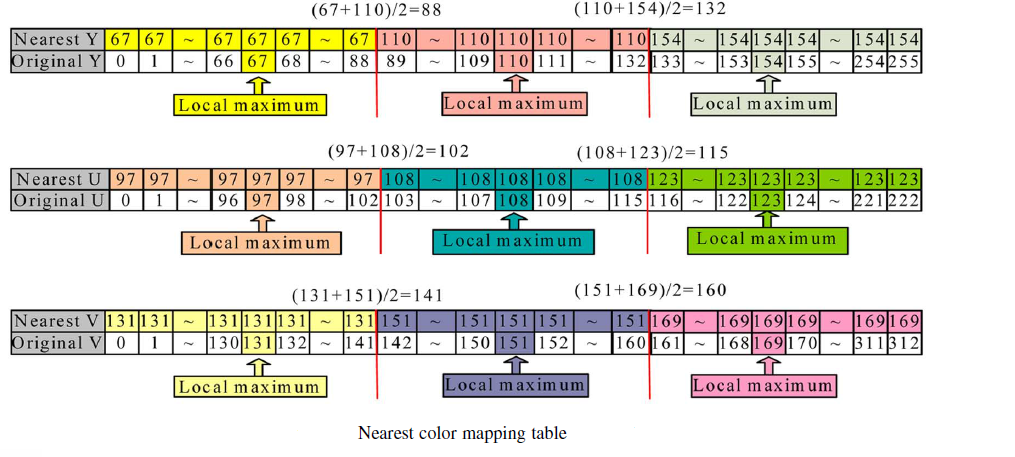 (67+110)/2=88 (110+154)/2=132
Nearest Y 67 67 ~ 67 67 67 ~ 67 110 ~ 110 110 110 ~ 110 154 ~ 154 154 154 ~ 154 154
Original Y 0 1 ~ 66 67 68 ~ 88 89 ~ 109 110 111 ~ 132 133 ~ 153 154 155 ~ 254 255
Local maximum Local maximum Local maximum
(97+108)/2=102 (108+123)/2=115
Nearest U 97 97 ~ 97 97 97 ~ 97 108 ~ 108 108 108 ~ 108 123 ~ 123 123 123 ~ 123 123
Original U 0 1 ~ 96 97 98 ~ 102 103 ~ 107 108 109 ~ 115 116 ~ 122 123 124 ~ 221 222
Local maximum Local maximum Local maximum
(131+151)/2=141 (151+169)/2=160
Nearest V 131 131 ~ 131 131 131 ~ 131 151 ~ 151 151 151 ~ 151 169 ~ 169 169 169 ~ 169 169
Original V 0 1 ~ 130 131 132 ~ 141 142 ~ 150 151 152 ~ 160 161 ~ 168 169 170 ~ 311 312
Local maximum Local maximum Local maximum
Nearest color mapping table